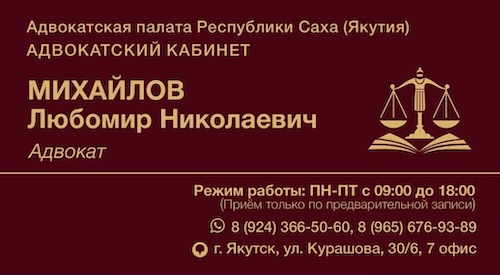 Адвокатская палата Республики Саха (Якутия)
АДВОКАТСКИЙ КАБИНЕТ
МИХАЙЛОВ
Любомир Николаевич
Адвокат
Режим работы: ПН-ПТ с 09:00 до 18:00
(Приём только по предварительной записи)
8 (924) 366-50-60, 8 (965) 676-93-89
г. Якутск, ул. Курашова, 30/6, 7 офис